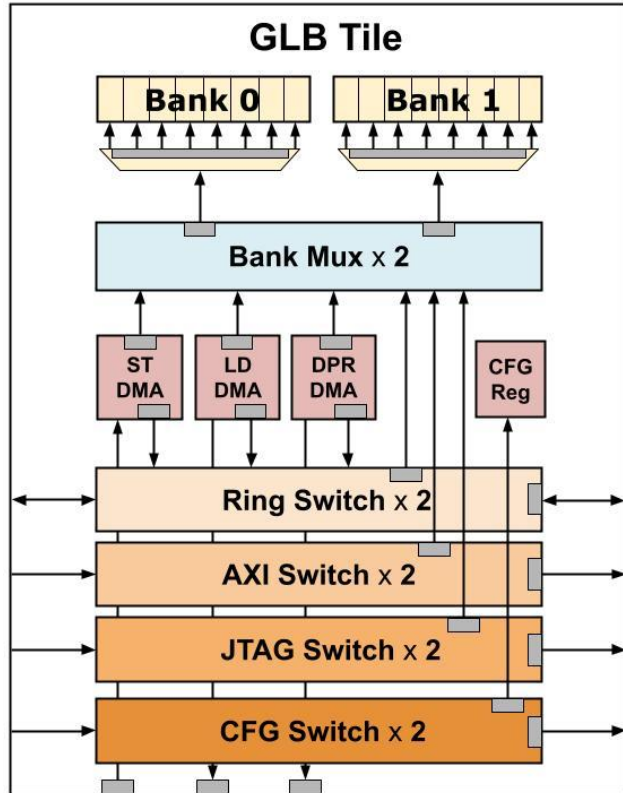 GLB Tile
Bank 0
Bank 1
Bank Mux x 2
ST
DMA
LD
DMA
DPR
DMA
CFG
Reg
Ring Switch x 2
AXI Switch x 2
JTAG Switch x 2
CFG Switch x 2